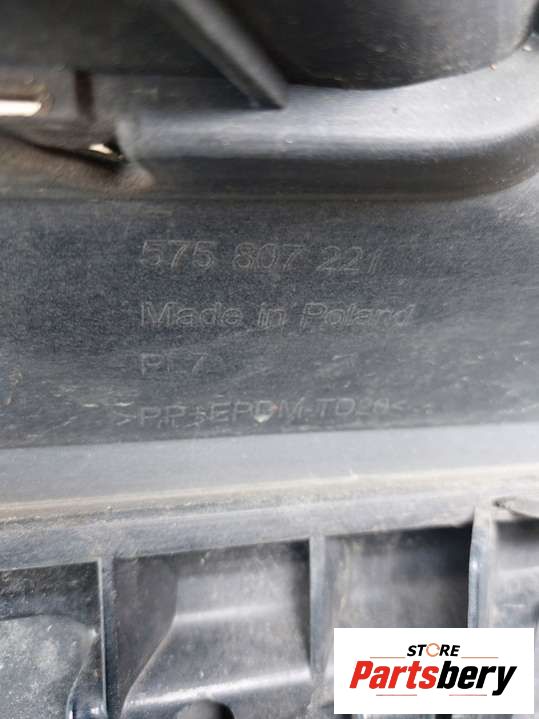 575 807 221
Made in Poland
>PP+EPDM-TD20<
STORE
Partsbery